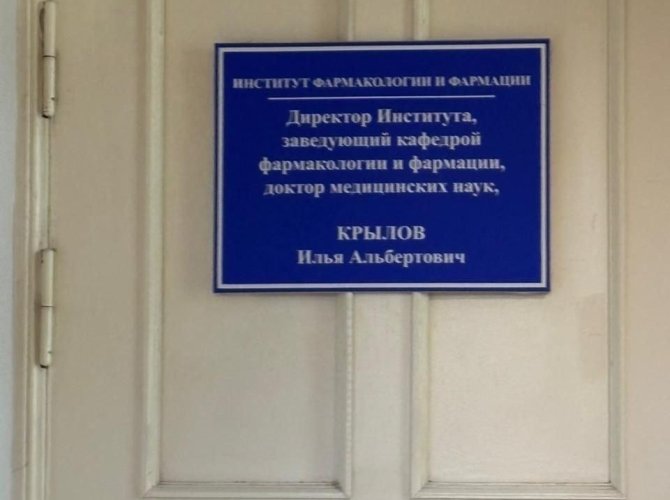 ИНСТИТУТ ФАРМАКОЛОГИИ И ФАРМАЦИИ
Директор Института,
заведующий кафедрой
фармакологии и фармации,
доктор медицинских наук,
КРЫЛОВ
Илья Альбертович